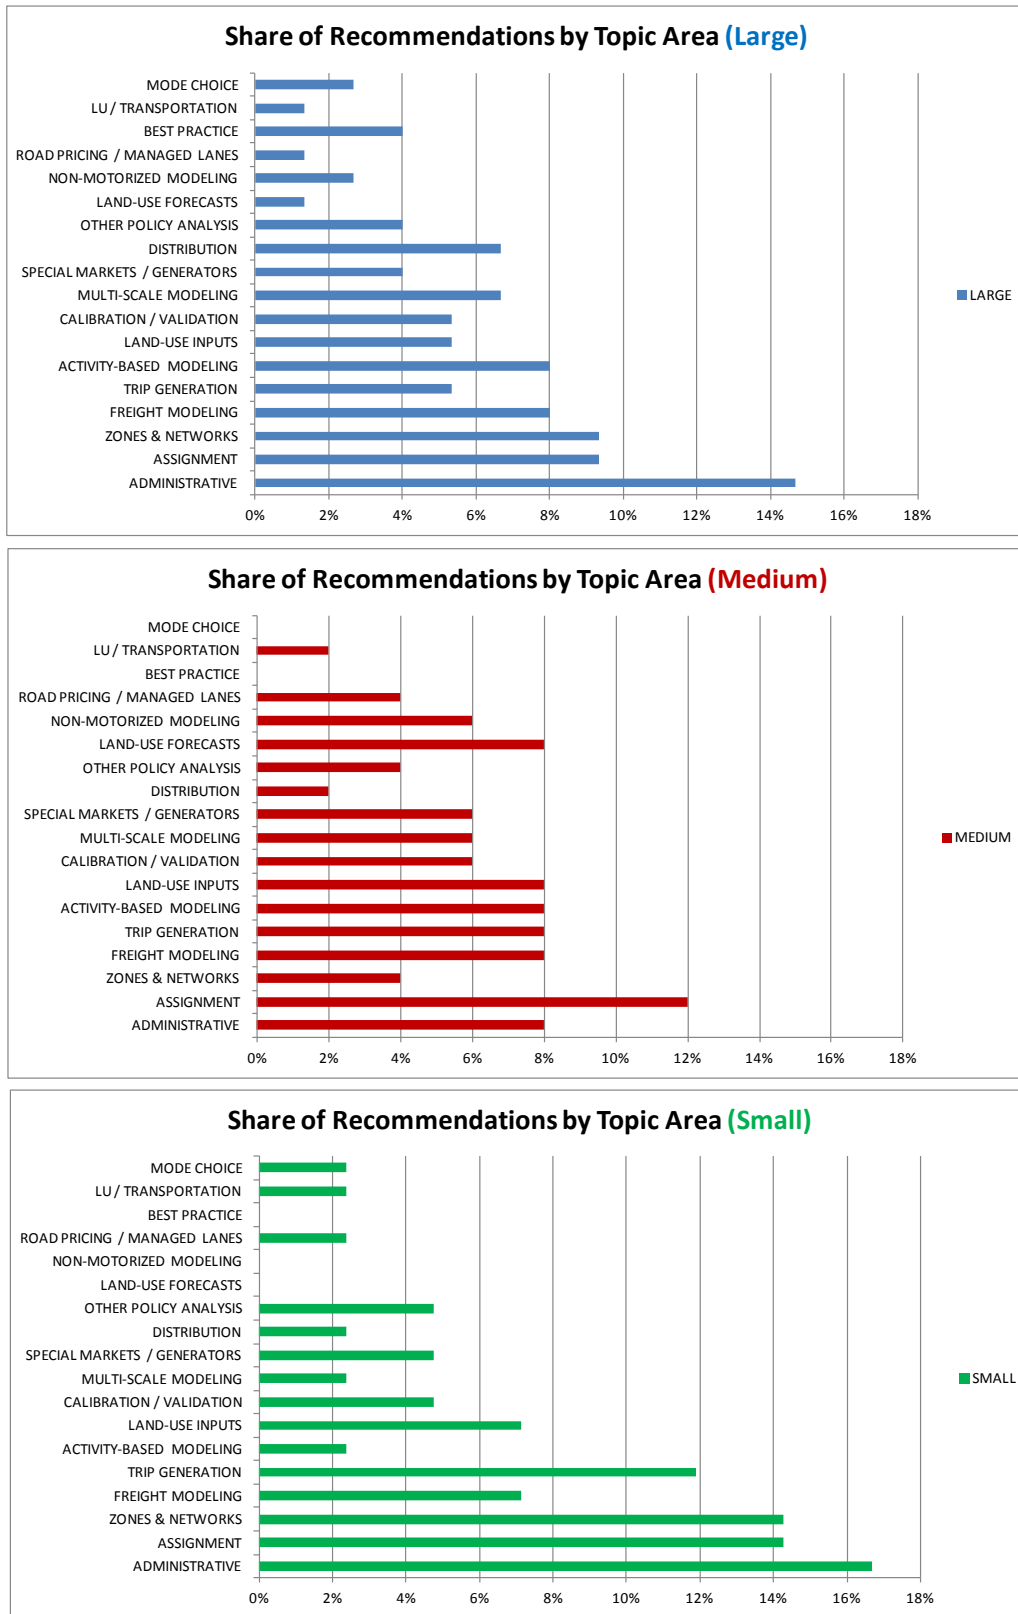 Share of Recommendations by Topic Area (Large)
MODE CHOICE
LU / TRANSPORTATION
BEST PRACTICE
ROAD PRICING / MANAGED LANES
NON-MOTORIZED MODELING
LAND-USE FORECASTS
OTHER POLICY ANALYSIS
DISTRIBUTION
SPECIAL MARKETS / GENERATORS
MULTI-SCALE MODELING
CALIBRATION / VALIDATION
LAND-USE INPUTS
ACTIVITY-BASED MODELING
TRIP GENERATION
FREIGHT MODELING
ZONES & NETWORKS
ASSIGNMENT
ADMINISTRATIVE
0% 2% 4% 6% 8% 10% 12% 14% 16% 18%
LARGE
Share of Recommendations by Topic Area (Medium)
MODE CHOICE
LU / TRANSPORTATION
BEST PRACTICE
ROAD PRICING / MANAGED LANES
NON-MOTORIZED MODELING
LAND-USE FORECASTS
OTHER POLICY ANALYSIS
DISTRIBUTION
SPECIAL MARKETS / GENERATORS
MULTI-SCALE MODELING
CALIBRATION / VALIDATION
LAND-USE INPUTS
ACTIVITY-BASED MODELING
TRIP GENERATION
FREIGHT MODELING
ZONES & NETWORKS
ASSIGNMENT
ADMINISTRATIVE
0% 2% 4% 6% 8% 10% 12% 14% 16% 18%
MEDIUM
Share of Recommendations by Topic Area (Small)
MODE CHOICE
LU / TRANSPORTATION
BEST PRACTICE
ROAD PRICING / MANAGED LANES
NON-MOTORIZED MODELING
LAND-USE FORECASTS
OTHER POLICY ANALYSIS
DISTRIBUTION
SPECIAL MARKETS / GENERATORS
MULTI-SCALE MODELING
CALIBRATION / VALIDATION
LAND-USE INPUTS
ACTIVITY-BASED MODELING
TRIP GENERATION
FREIGHT MODELING
ZONES & NETWORKS
ASSIGNMENT
ADMINISTRATIVE
0% 2% 4% 6% 8% 10% 12% 14% 16% 18%
SMALL